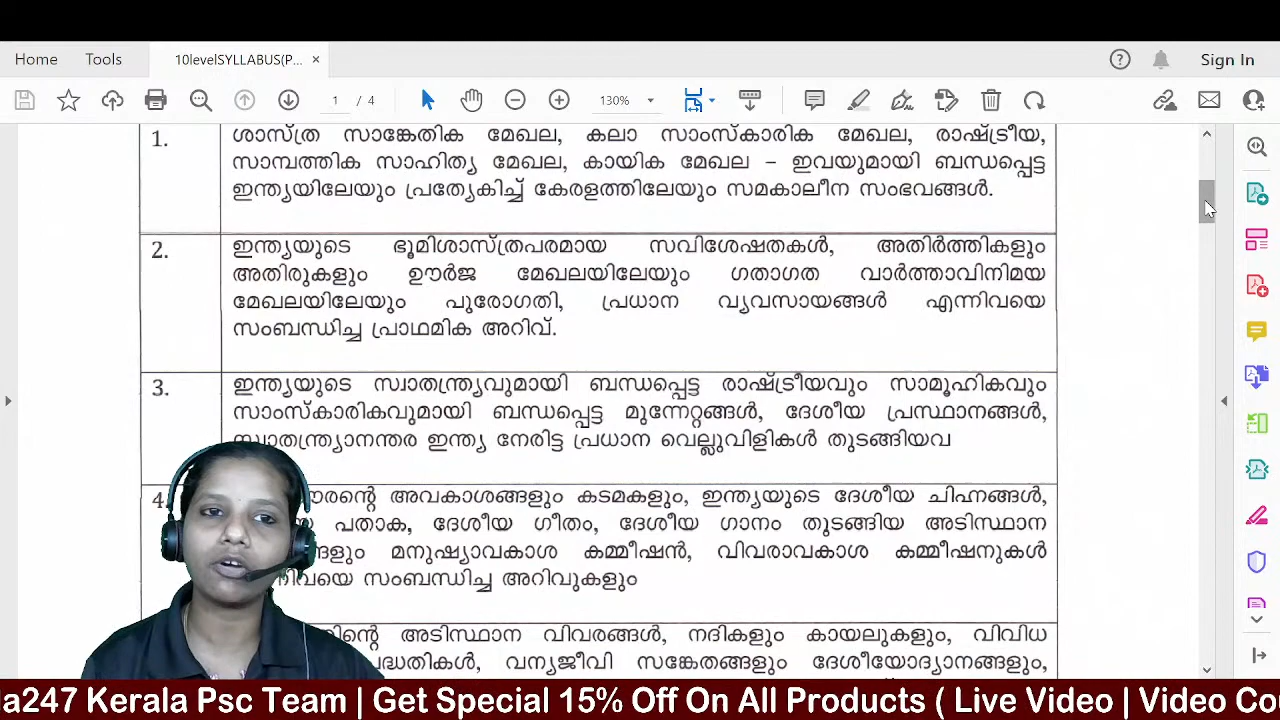 Home Tools 10levelSYLLABUS(P... × Sign In
1 / 4 130%
1. ശാസ്ത്ര സാങ്കേതിക മേഖല, കലാ സാംസ്കാരിക മേഖല, രാഷ്ട്രീയ,
സാമ്പത്തിക സാഹിത്യ മേഖല, കായിക മേഖല – ഇവയുമായി ബന്ധപ്പെട്ട
ഇന്ത്യയിലേയും പ്രത്യേകിച്ച് കേരളത്തിലേയും സമകാലീന സംഭവങ്ങൾ.
2. ഇന്ത്യയുടെ ഭൂമിശാസ്ത്രപരമായ സവിശേഷതകൾ, അതിർത്തികളും
അതിരുകളും ഊർജ മേഖലയിലേയും ഗതാഗത വാർത്താവിനിമയ
മേഖലയിലേയും പുരോഗതി, പ്രധാന വ്യവസായങ്ങൾ എന്നിവയെ
സംബന്ധിച്ച പ്രാഥമിക അറിവ്.
3. ഇന്ത്യയുടെ സ്വാതന്ത്ര്യവുമായി ബന്ധപ്പെട്ട രാഷ്ട്രീയവും സാമൂഹികവും
സാംസ്കാരികവുമായി ബന്ധപ്പെട്ട മുന്നേറ്റങ്ങൾ, ദേശീയ പ്രസ്ഥാനങ്ങൾ,
സ്വാതന്ത്ര്യാനന്തര ഇന്ത്യ നേരിട്ട പ്രധാന വെല്ലുവിളികൾ തുടങ്ങിയവ
4. അവകാശങ്ങളും കടമകളും, ഇന്ത്യയുടെ ദേശീയ ചിഹ്നങ്ങൾ,
പതാക, ദേശീയ ഗീതം, ദേശീയ ഗാനം തുടങ്ങിയ അടിസ്ഥാന
മനുഷ്യാവകാശ കമ്മീഷൻ, വിവരാവകാശ കമ്മീഷനുകൾ
സംബന്ധിച്ച അറിവുകളും
അടിസ്ഥാന വിവരങ്ങൾ, നദികളും കായലുകളും, വിവിധ
വന്യജീവി സങ്കേതങ്ങളും ദേശീയോദ്യാനങ്ങളും,
la247 Kerala Psc Team | Get Special 15% Off On All Products ( Live Video | Video Co